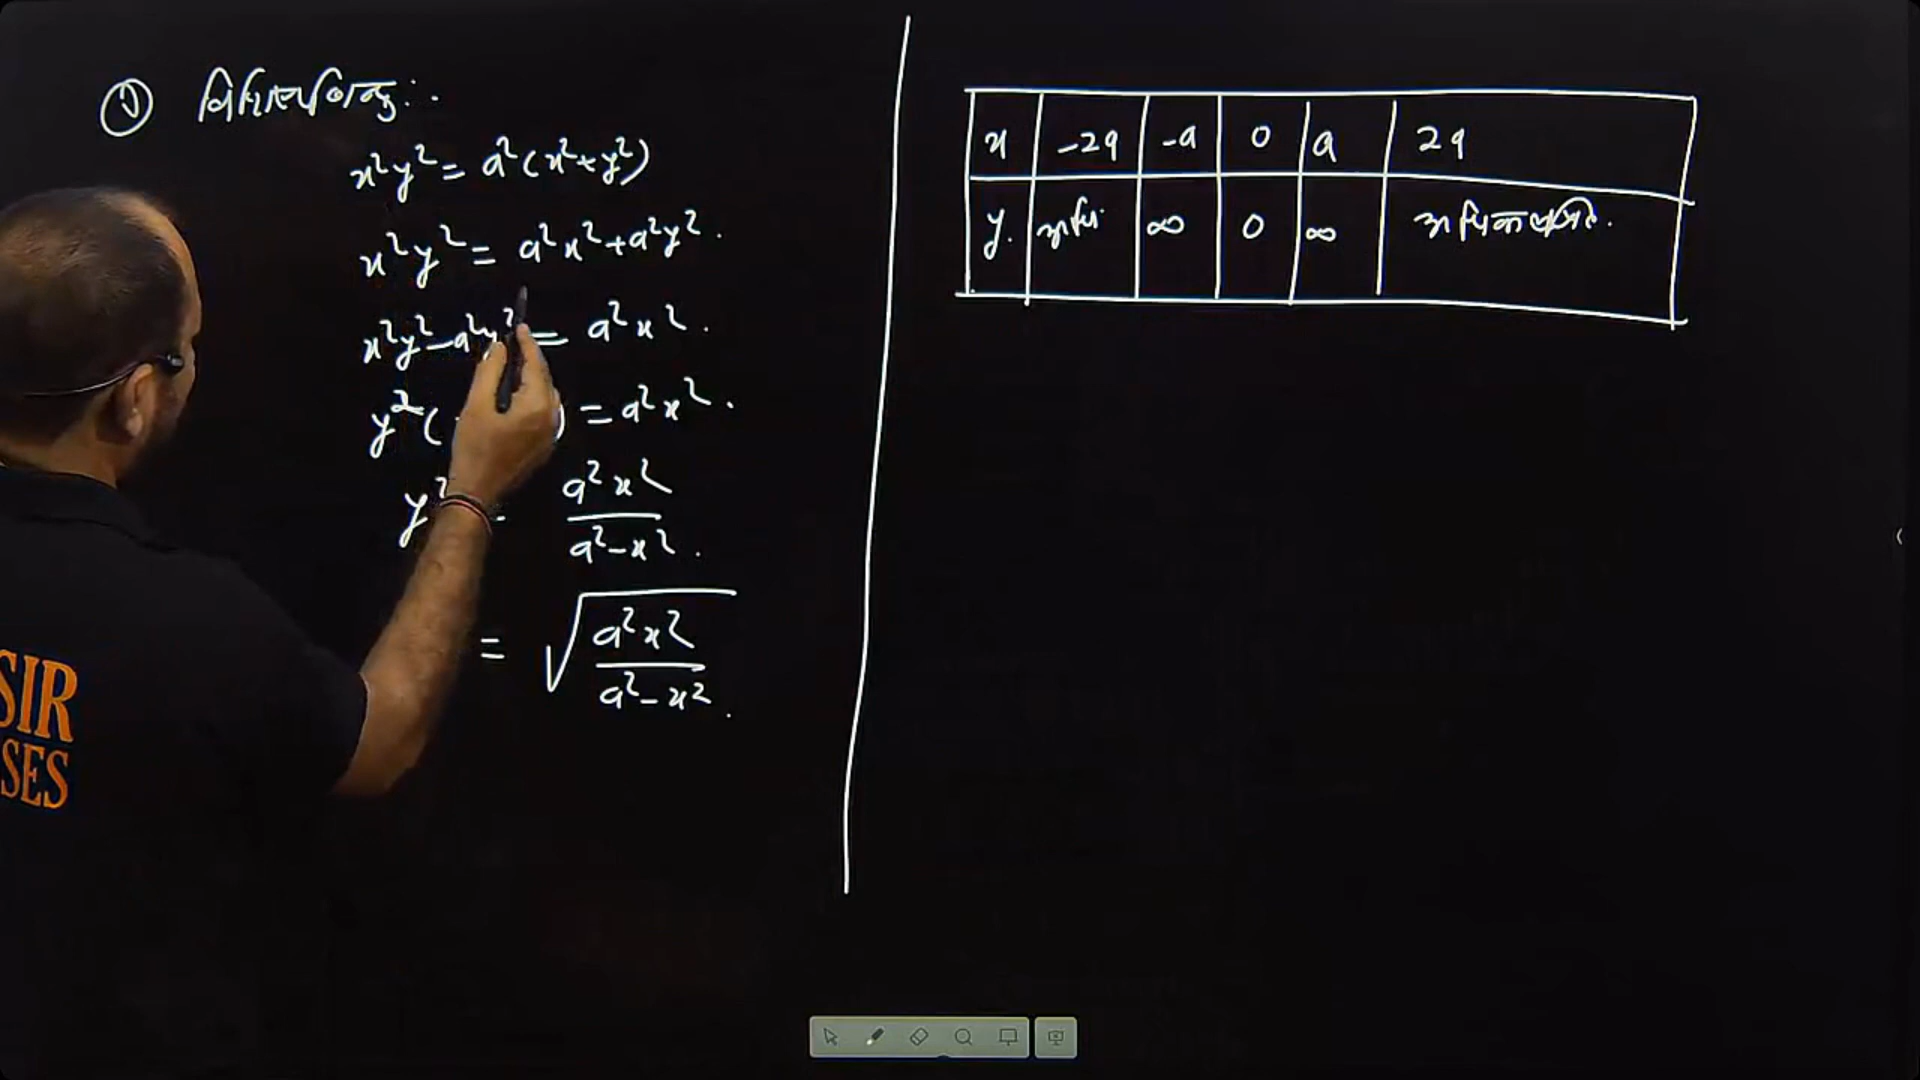 ① विशिष्ट बिन्दु :-
x²y² = a²(x²+y²)
x²y² = a²x²+a²y².
x²y²-a²y² = a²x².
y²( ) = a²x².
y² = a²x² / a²-x².
= √(a²x² / a²-x²).
x -2a -a 0 a 2a
y. ∞ 0 ∞
SIR
SES